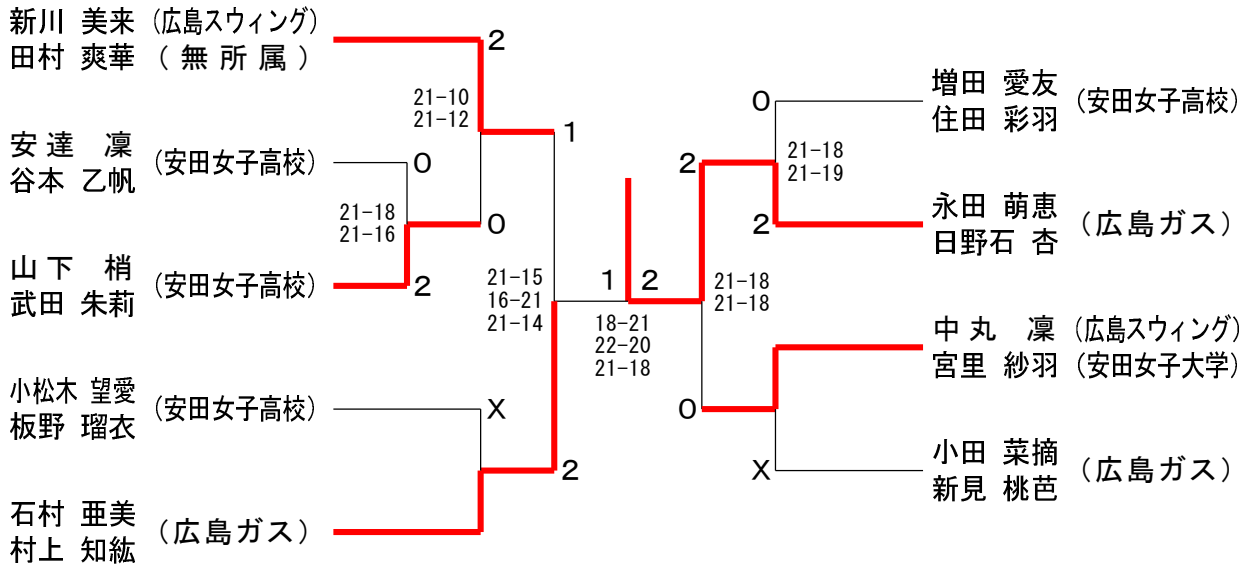 新川 美来 (広島スウィング)
田村 爽華 (無所属)
2
21-10
21-12
1
安達 凜 (安田女子高校)
谷本 乙帆
0
21-18
21-16
0
山下 梢 (安田女子高校)
武田 朱莉
2
21-15
16-21
21-14
小松木 望愛 (安田女子高校)
板野 瑠衣
X
2
石村 亜美 (広島ガス)
村上 知紘
1 2
18-21
22-20
21-18
0
増田 愛友 (安田女子高校)
住田 彩羽
2
21-18
21-19
2
永田 萌恵 (広島ガス)
日野石 杏
21-18
21-18
中丸 凜 (広島スウィング)
宮里 紗羽 (安田女子大学)
0
X
小田 菜摘 (広島ガス)
新見 桃芭